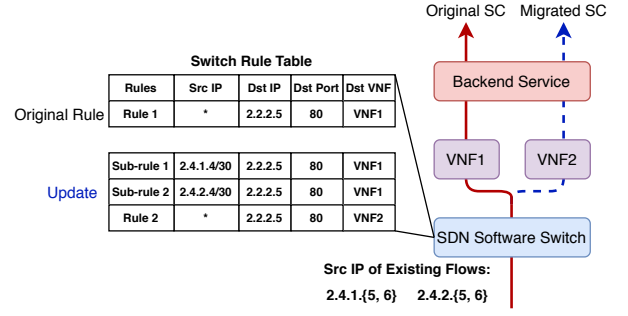 Original SC Migrated SC
Switch Rule Table
Rules Src IP Dst IP Dst Port Dst VNF
Original Rule Rule 1 * 2.2.2.5 80 VNF1
Backend Service
Update
Sub-rule 1 2.4.1.4/30 2.2.2.5 80 VNF1
Sub-rule 2 2.4.2.4/30 2.2.2.5 80 VNF1
Rule 2 * 2.2.2.5 80 VNF2
VNF1 VNF2
SDN Software Switch
Src IP of Existing Flows:
2.4.1.{5, 6} 2.4.2.{5, 6}